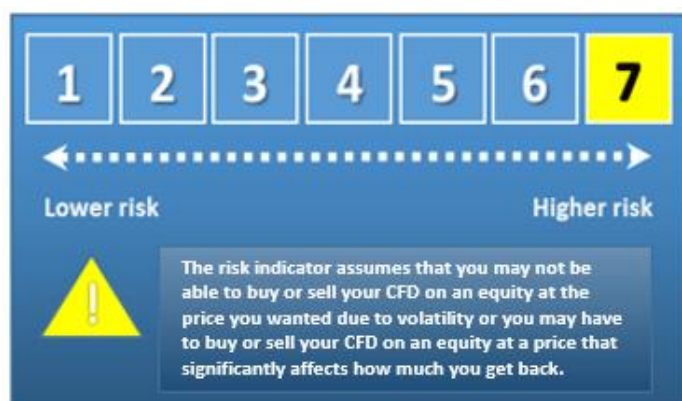 1 2 3 4 5 6 7
Lower risk Higher risk
!
The risk indicator assumes that you may not be
able to buy or sell your CFD on an equity at the
price you wanted due to volatility or you may have
to buy or sell your CFD on an equity at a price that
significantly affects how much you get back.